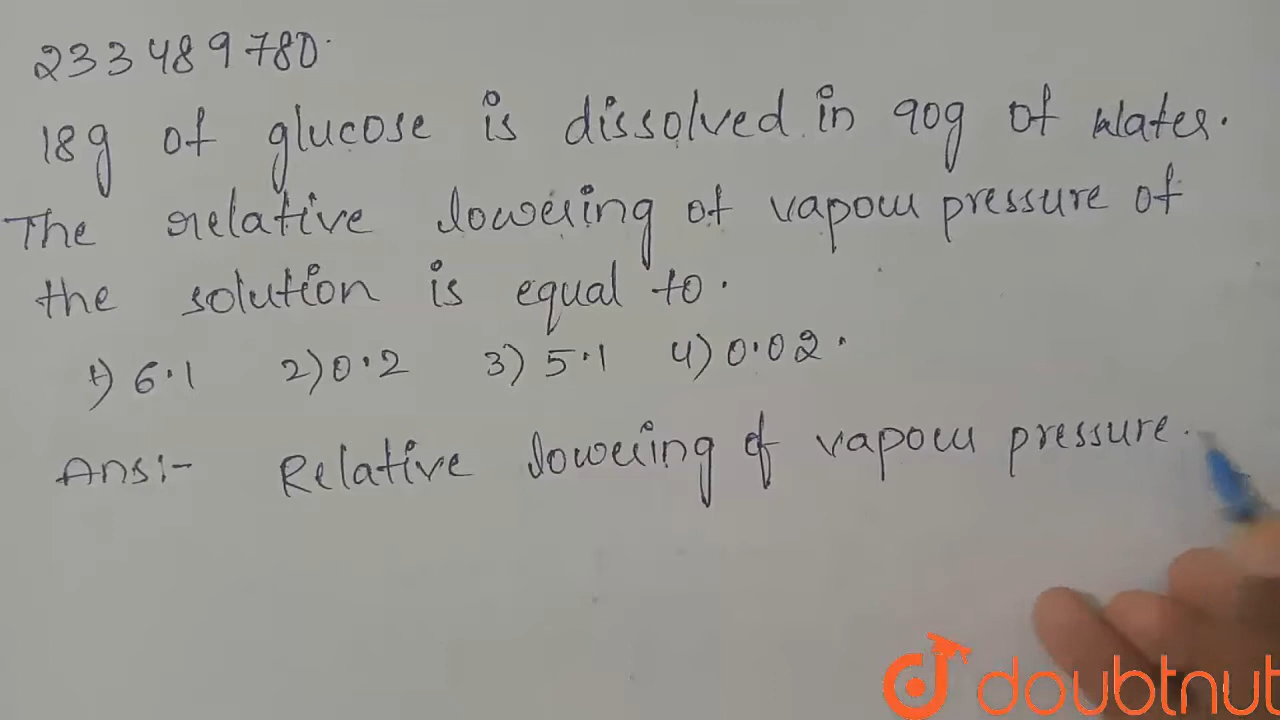 233489780.
18g of glucose is dissolved in 90g of water.
The relative lowering of vapour pressure of
the solution is equal to.
1) 6.1 2) 0.2 3) 5.1 4) 0.02.
Ans:- Relative lowering of vapour pressure.
doubtnut